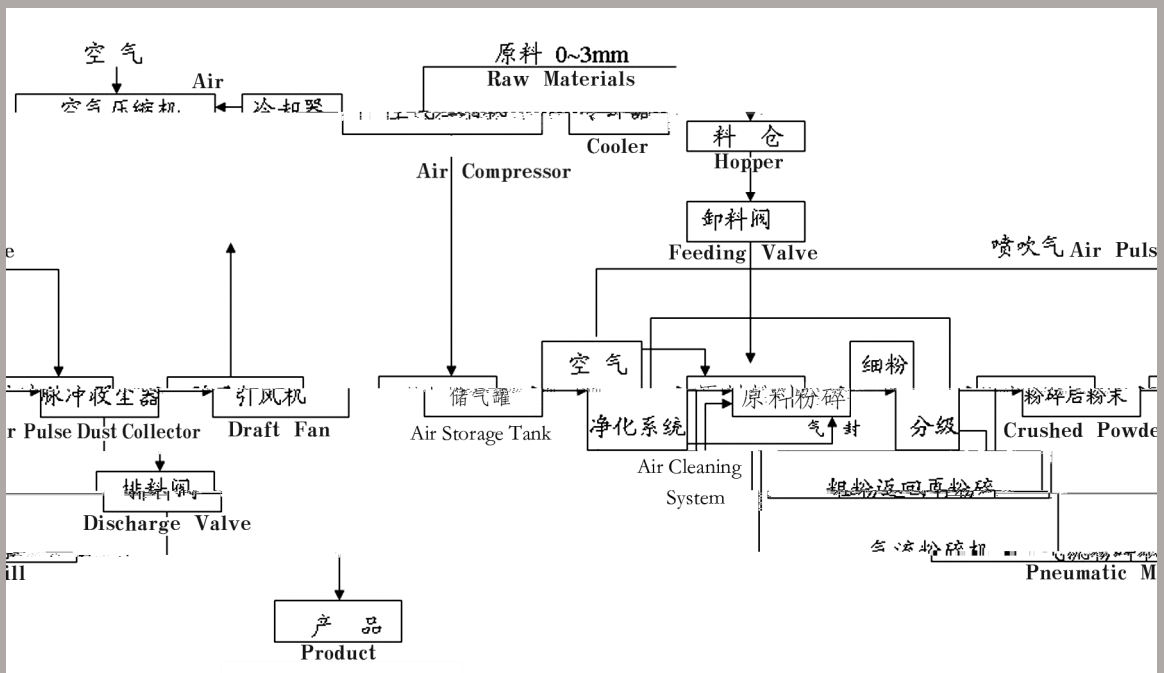 空 气
原料 0~3mm
Air
Raw Materials
空气压缩机
冷却器
料 仓
Cooler
Hopper
Air Compressor
卸料阀
Feeding Valve
喷吹气 Air Puls
e
空 气
细粉
脉冲收尘器
引风机
储气罐
原料粉碎
粉碎后粉末
净化系统
气 封
分级
r Pulse Dust Collector
Draft Fan
Air Storage Tank
Crushed Powde
Air Cleaning
System
排料阀
粗粉返回再粉碎
Discharge Valve
气流粉碎机
ill
Pneumatic M
产 品
Product